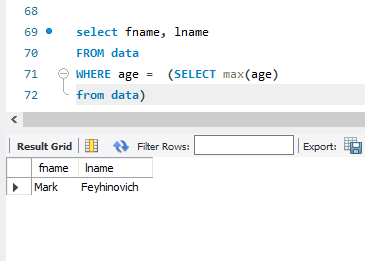 68
69 select fname, lname
70 FROM data
71 WHERE age = (SELECT max(age)
72 from data)
Result Grid Filter Rows: Export:
fname lname
Mark Feyhinovich